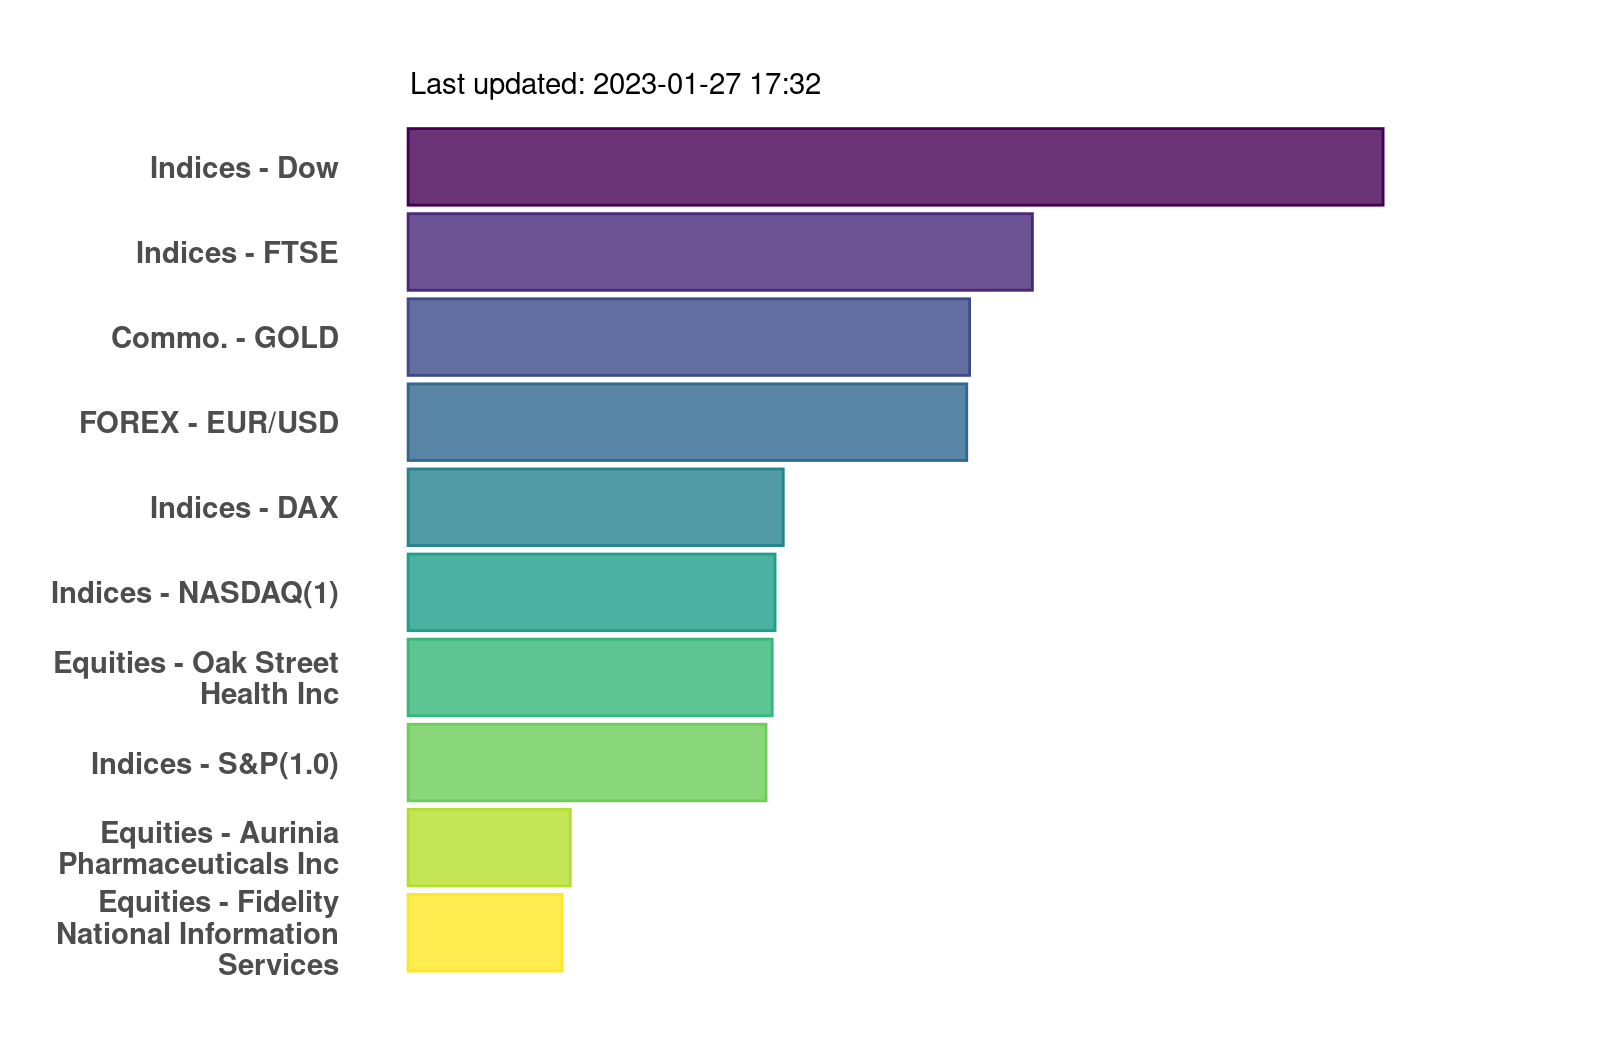 Last updated: 2023-01-27 17:32
Indices - Dow
Indices - FTSE
Commo. - GOLD
FOREX - EUR/USD
Indices - DAX
Indices - NASDAQ(1)
Equities - Oak Street
Health Inc
Indices - S&P(1.0)
Equities - Aurinia
Pharmaceuticals Inc
Equities - Fidelity
National Information
Services